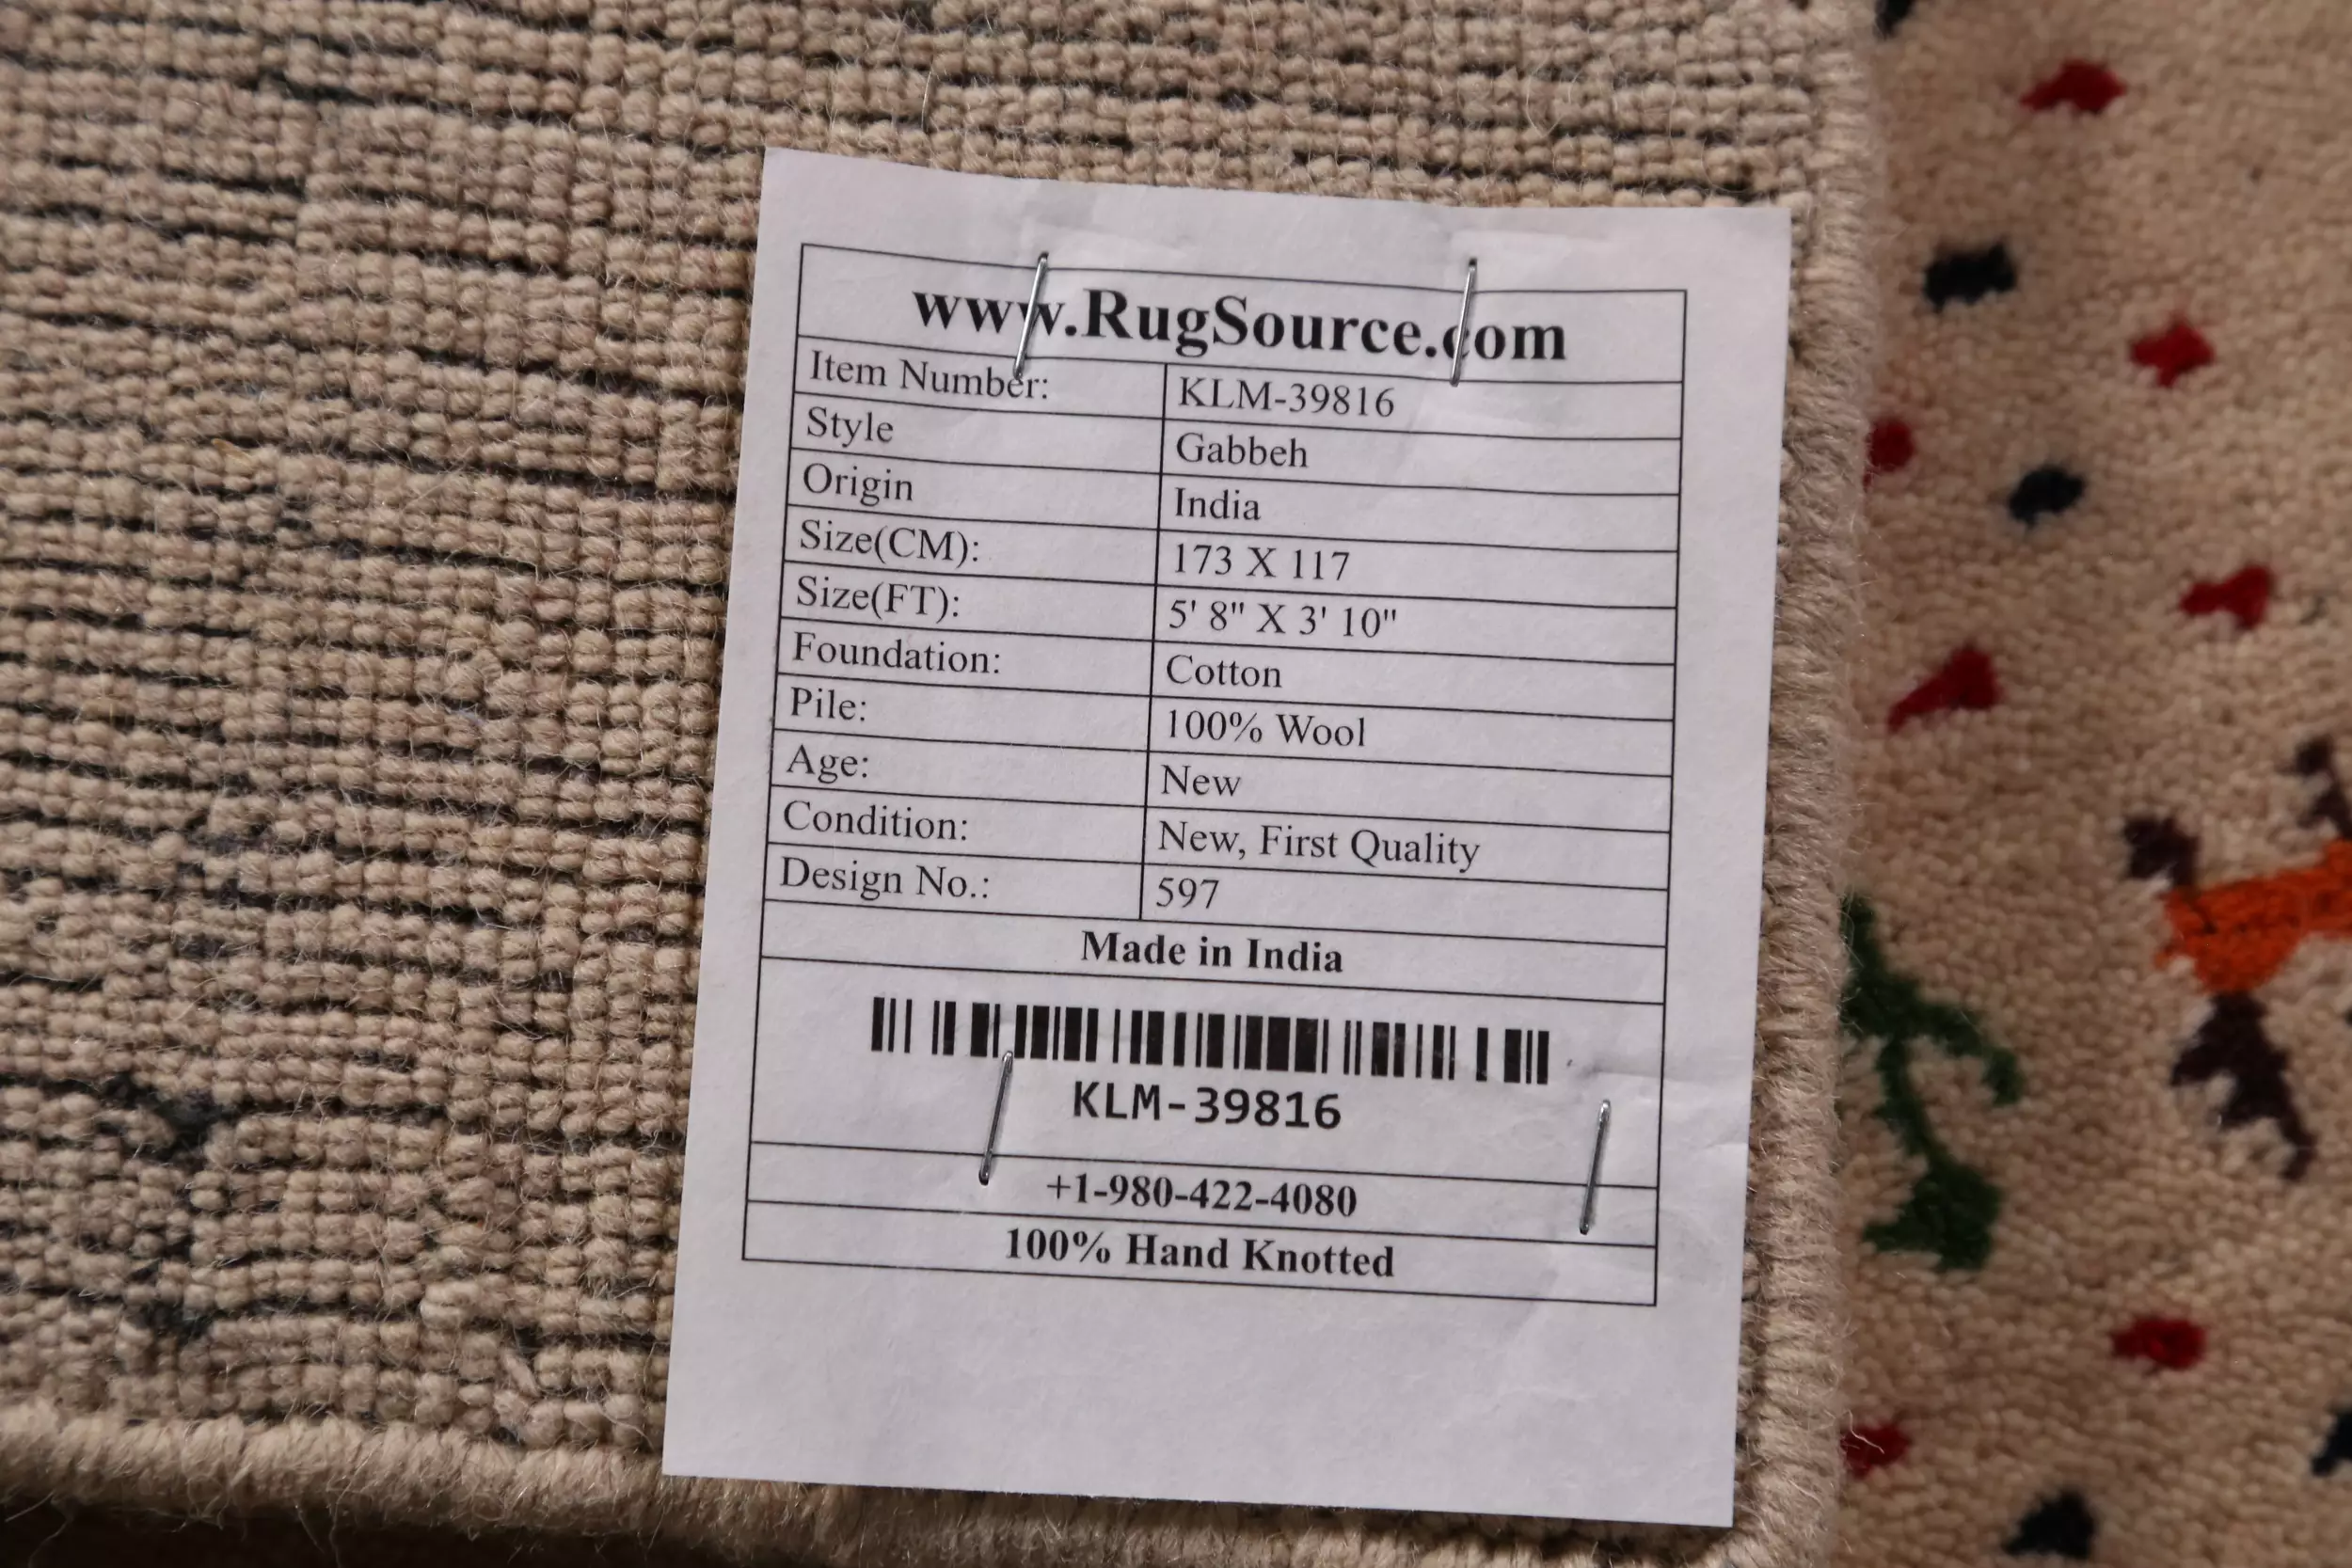 www.RugSource.com
Item Number: KLM-39816
Style Gabbeh
Origin India
Size(CM): 173 X 117
Size(FT): 5' 8" X 3' 10"
Foundation: Cotton
Pile: 100% Wool
Age: New
Condition: New, First Quality
Design No.: 597
Made in India
KLM-39816
+1-980-422-4080
100% Hand Knotted